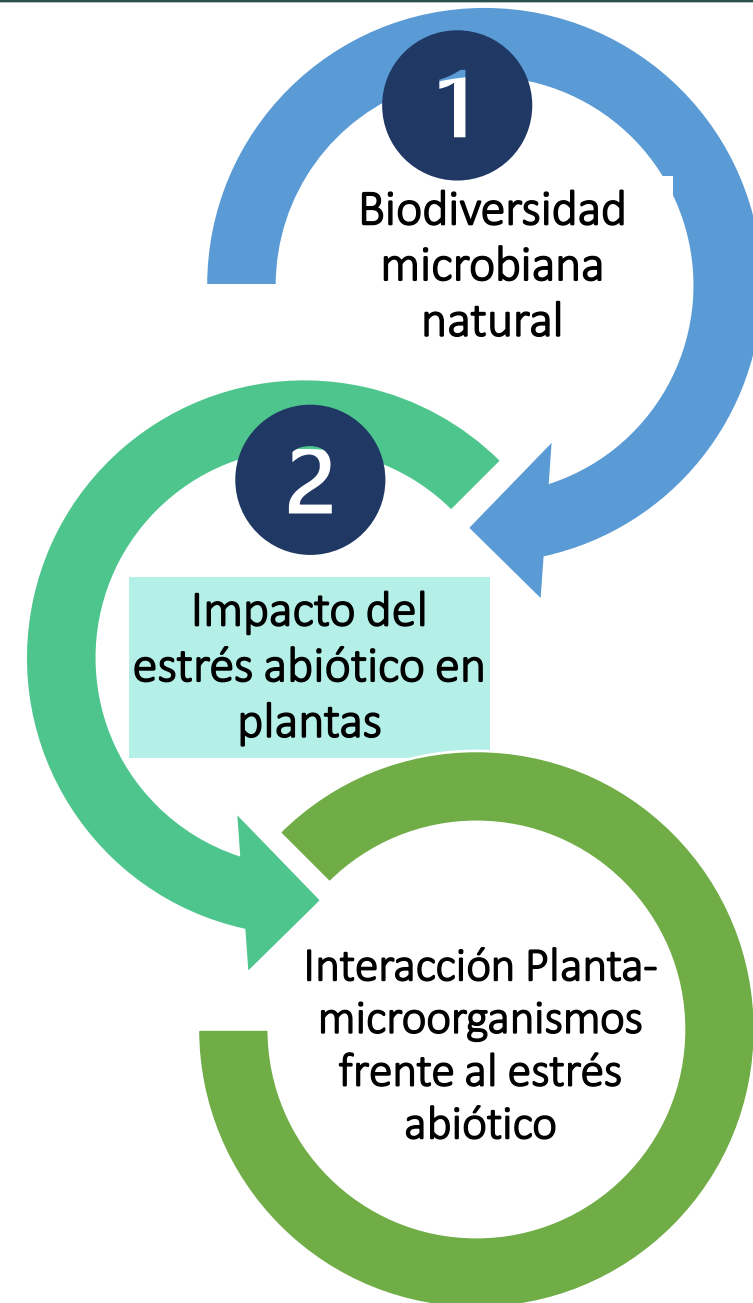 1
Biodiversidad
microbiana
natural
2
Impacto del
estrés abiótico en
plantas
Interacción Planta-
microorganismos
frente al estrés
abiótico